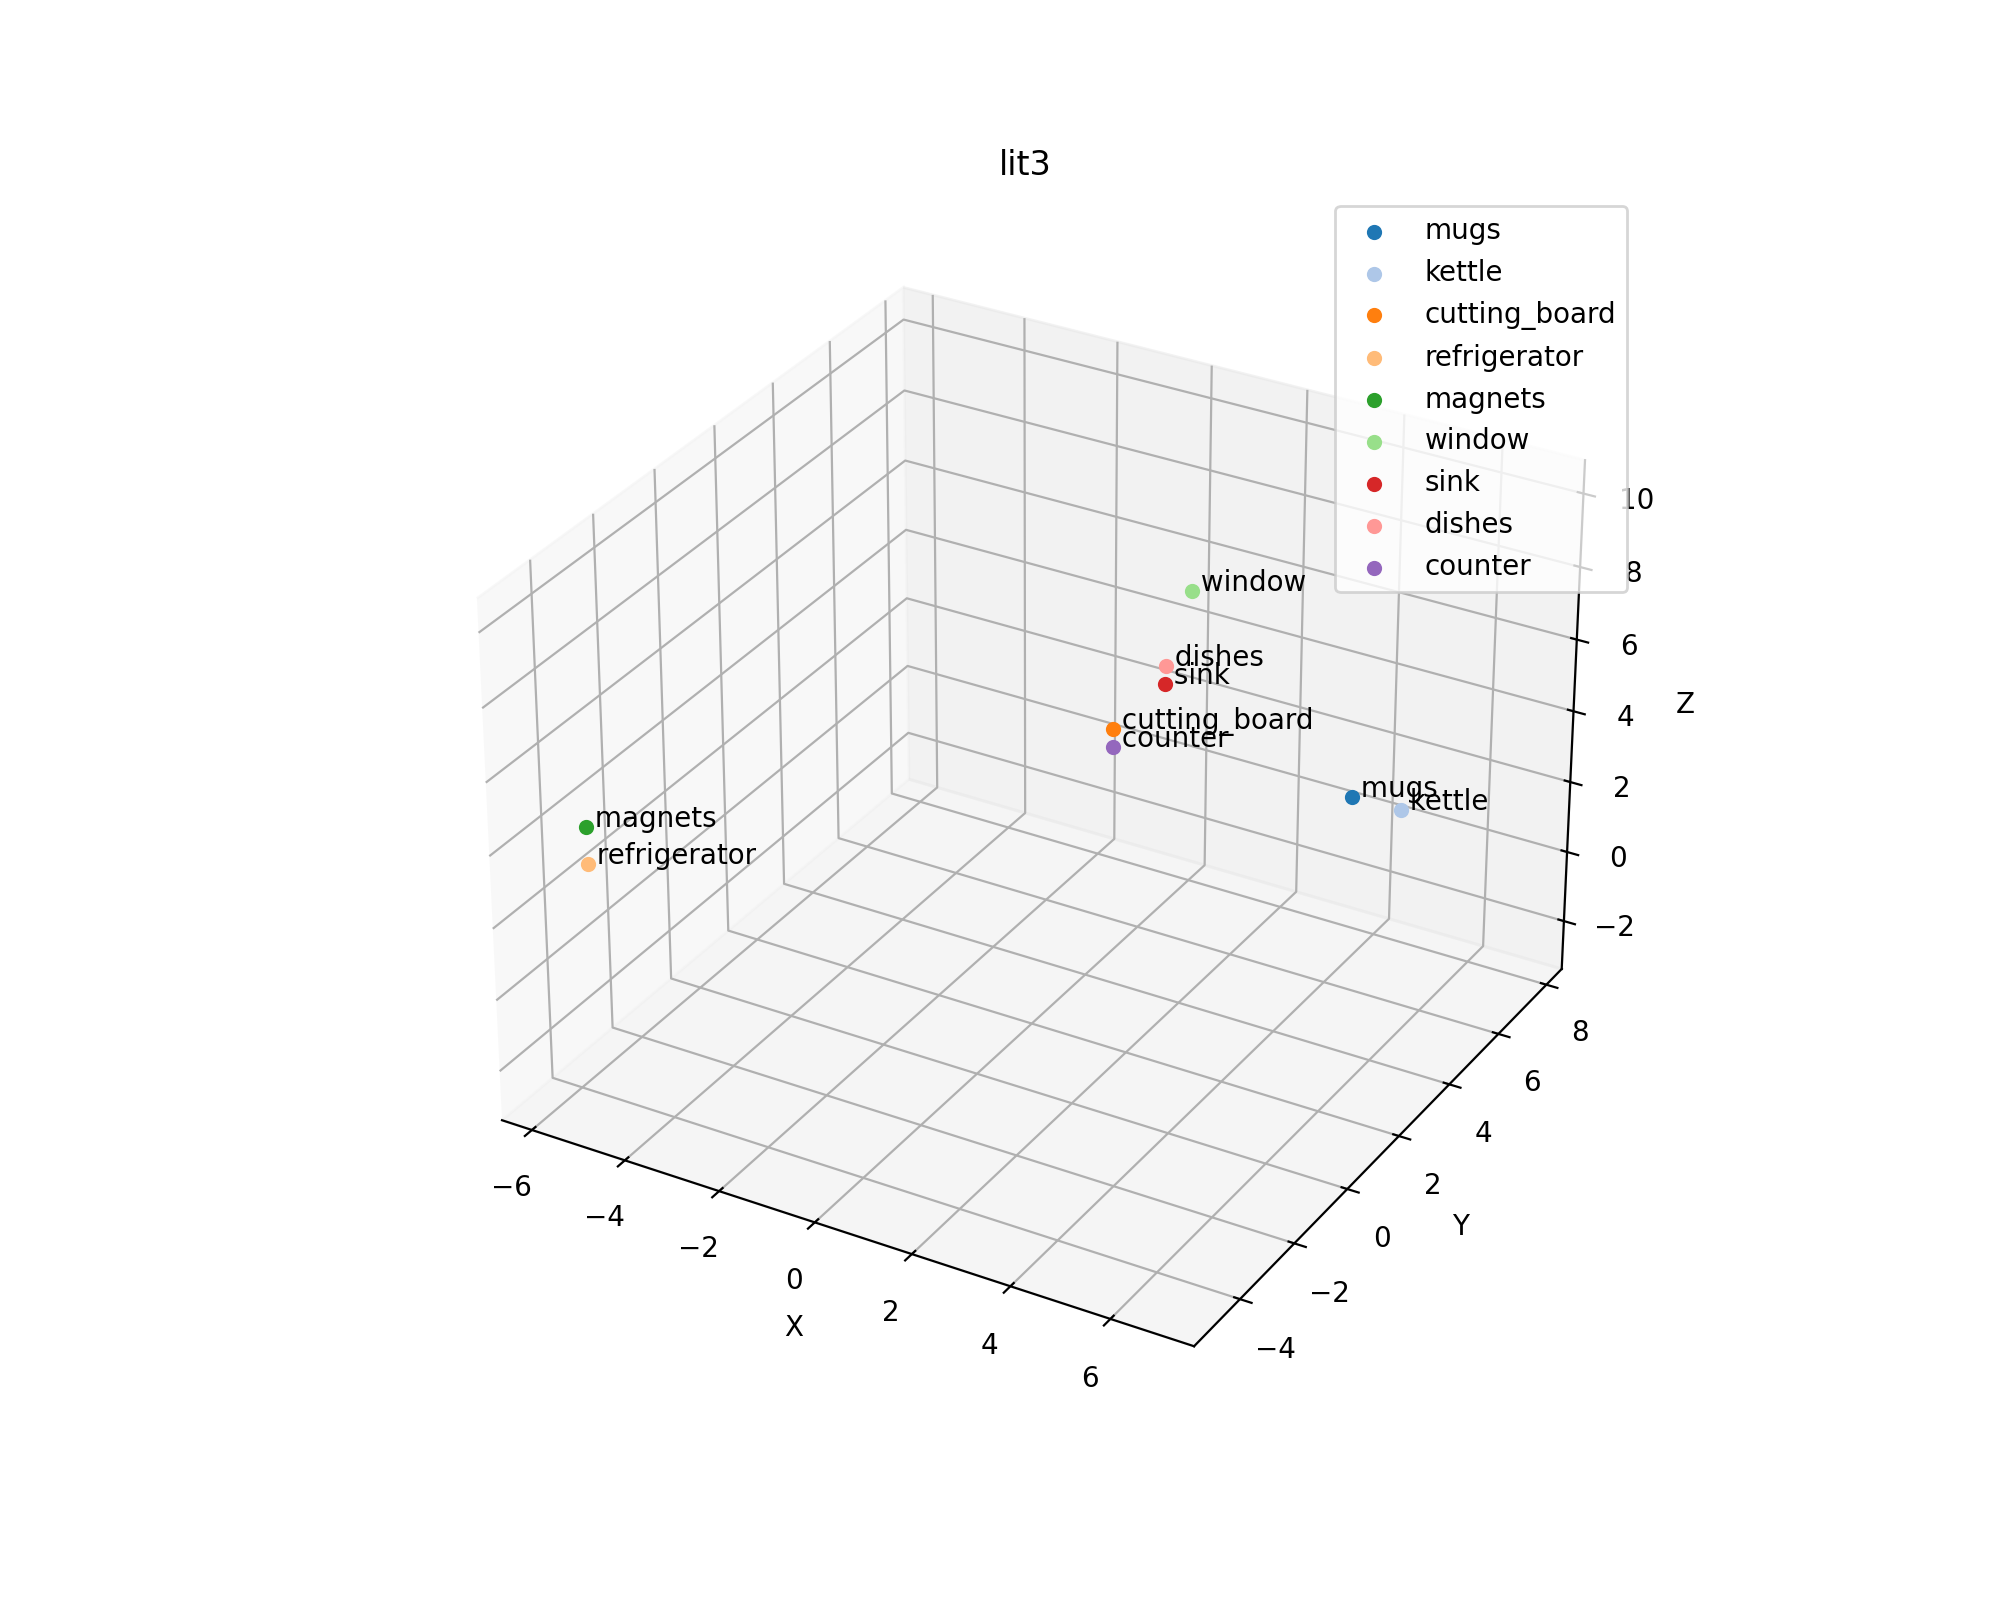 lit3
mugs
kettle
cutting_board
refrigerator
magnets
window
sink
dishes
counter
window
dishes
sink
cutting_board
counter
mugs
kettle
magnets
refrigerator
10
8
6
4
2
0
−2
Z
8
6
4
2
0
−2
−4
Y
−6
−4
−2
0
2
4
6
X